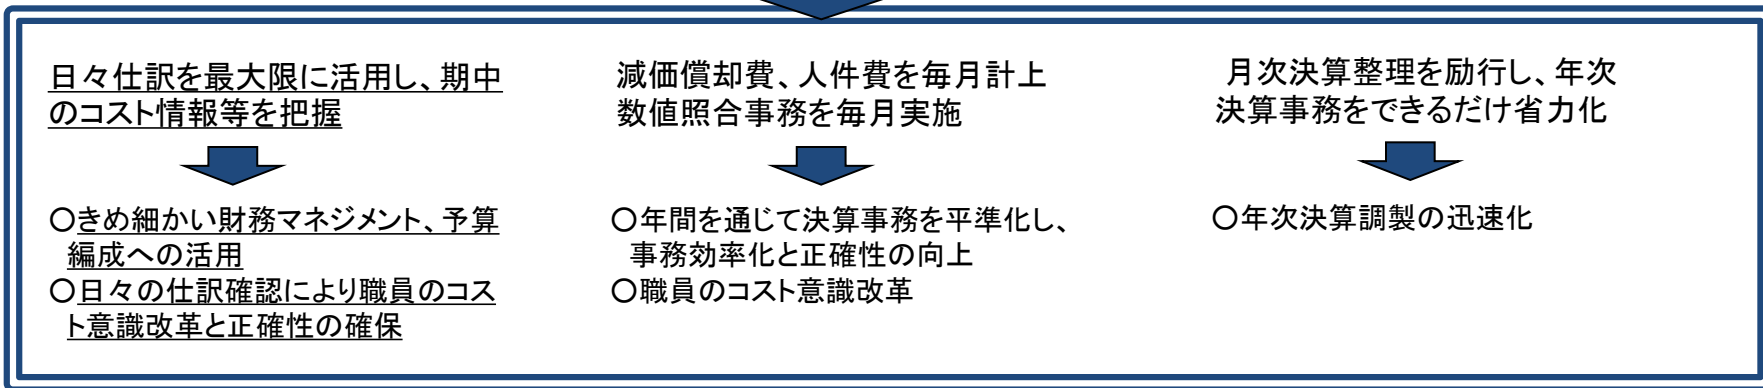 日々仕訳を最大限に活用し、期中
のコスト情報等を把握
○きめ細かい財務マネジメント、予算
編成への活用
○日々の仕訳確認により職員のコス
ト意識改革と正確性の確保
減価償却費、人件費を毎月計上
数値照合事務を毎月実施
○年間を通じて決算事務を平準化し、
事務効率化と正確性の向上
○職員のコスト意識改革
月次決算整理を励行し、年次
決算事務をできるだけ省力化
○年次決算調製の迅速化